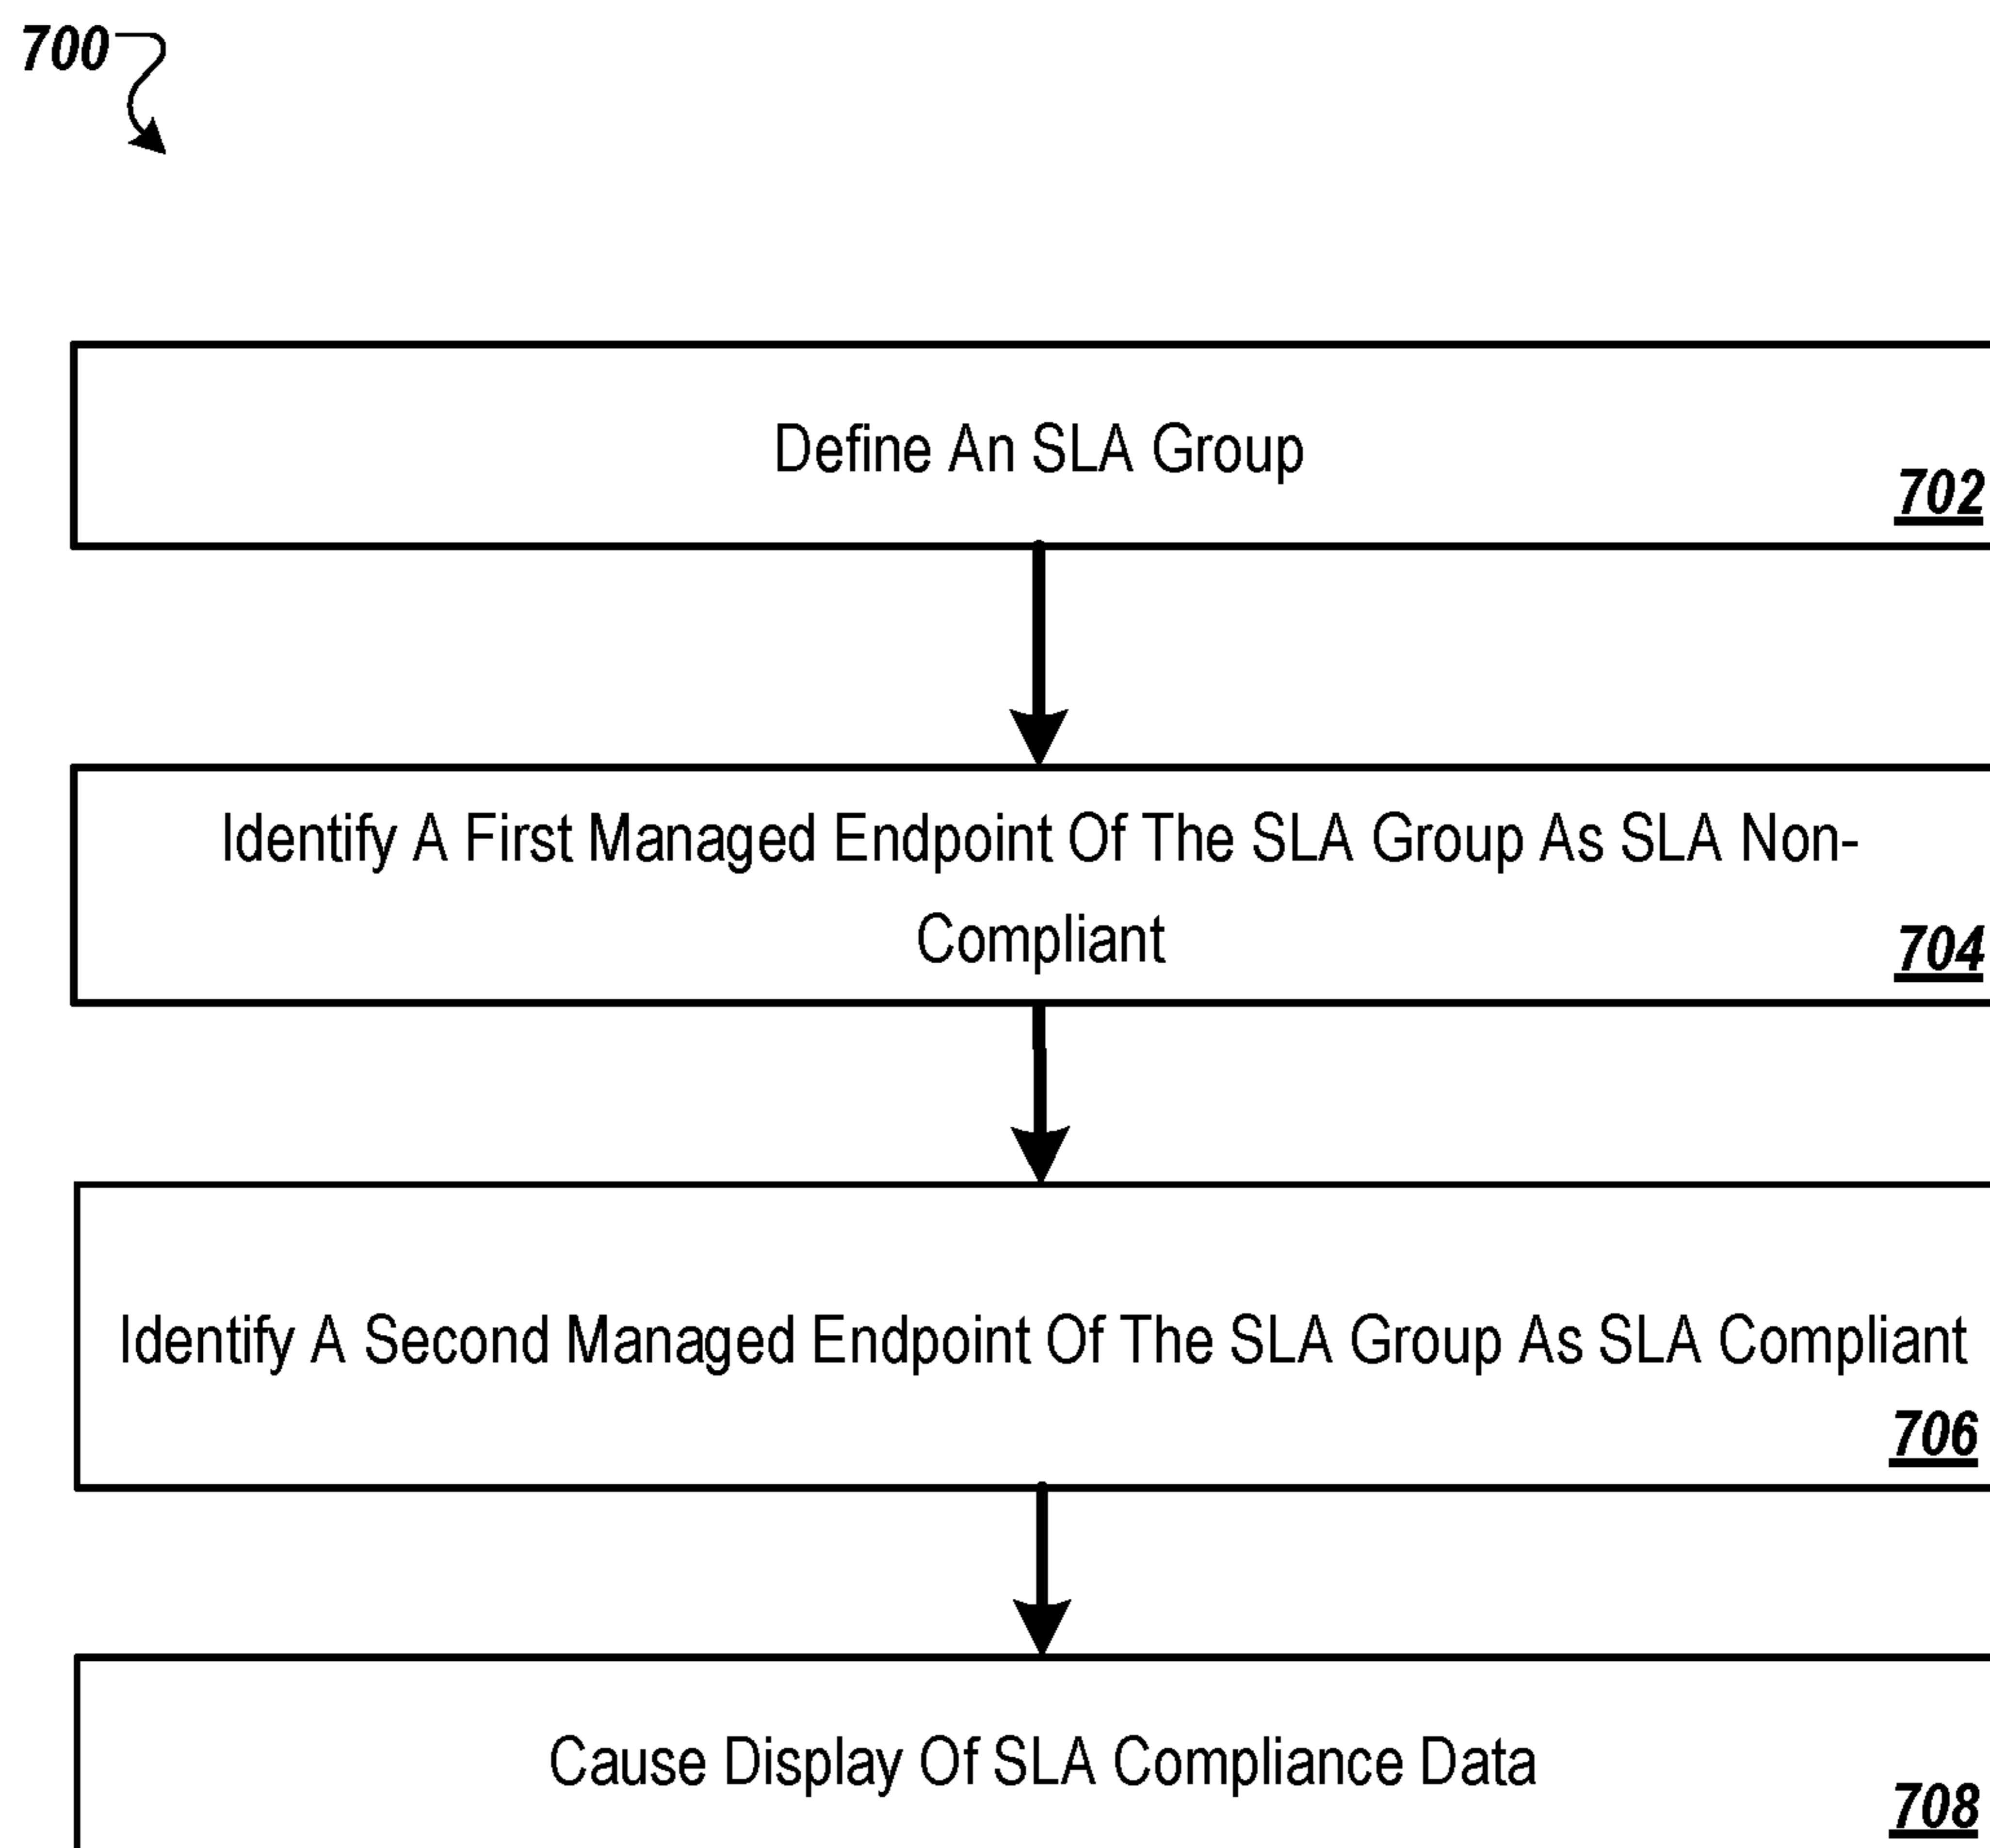 700
Define An SLA Group
702
Identify A First Managed Endpoint Of The SLA Group As SLA Non-
Compliant
704
Identify A Second Managed Endpoint Of The SLA Group As SLA Compliant
706
Cause Display Of SLA Compliance Data
708